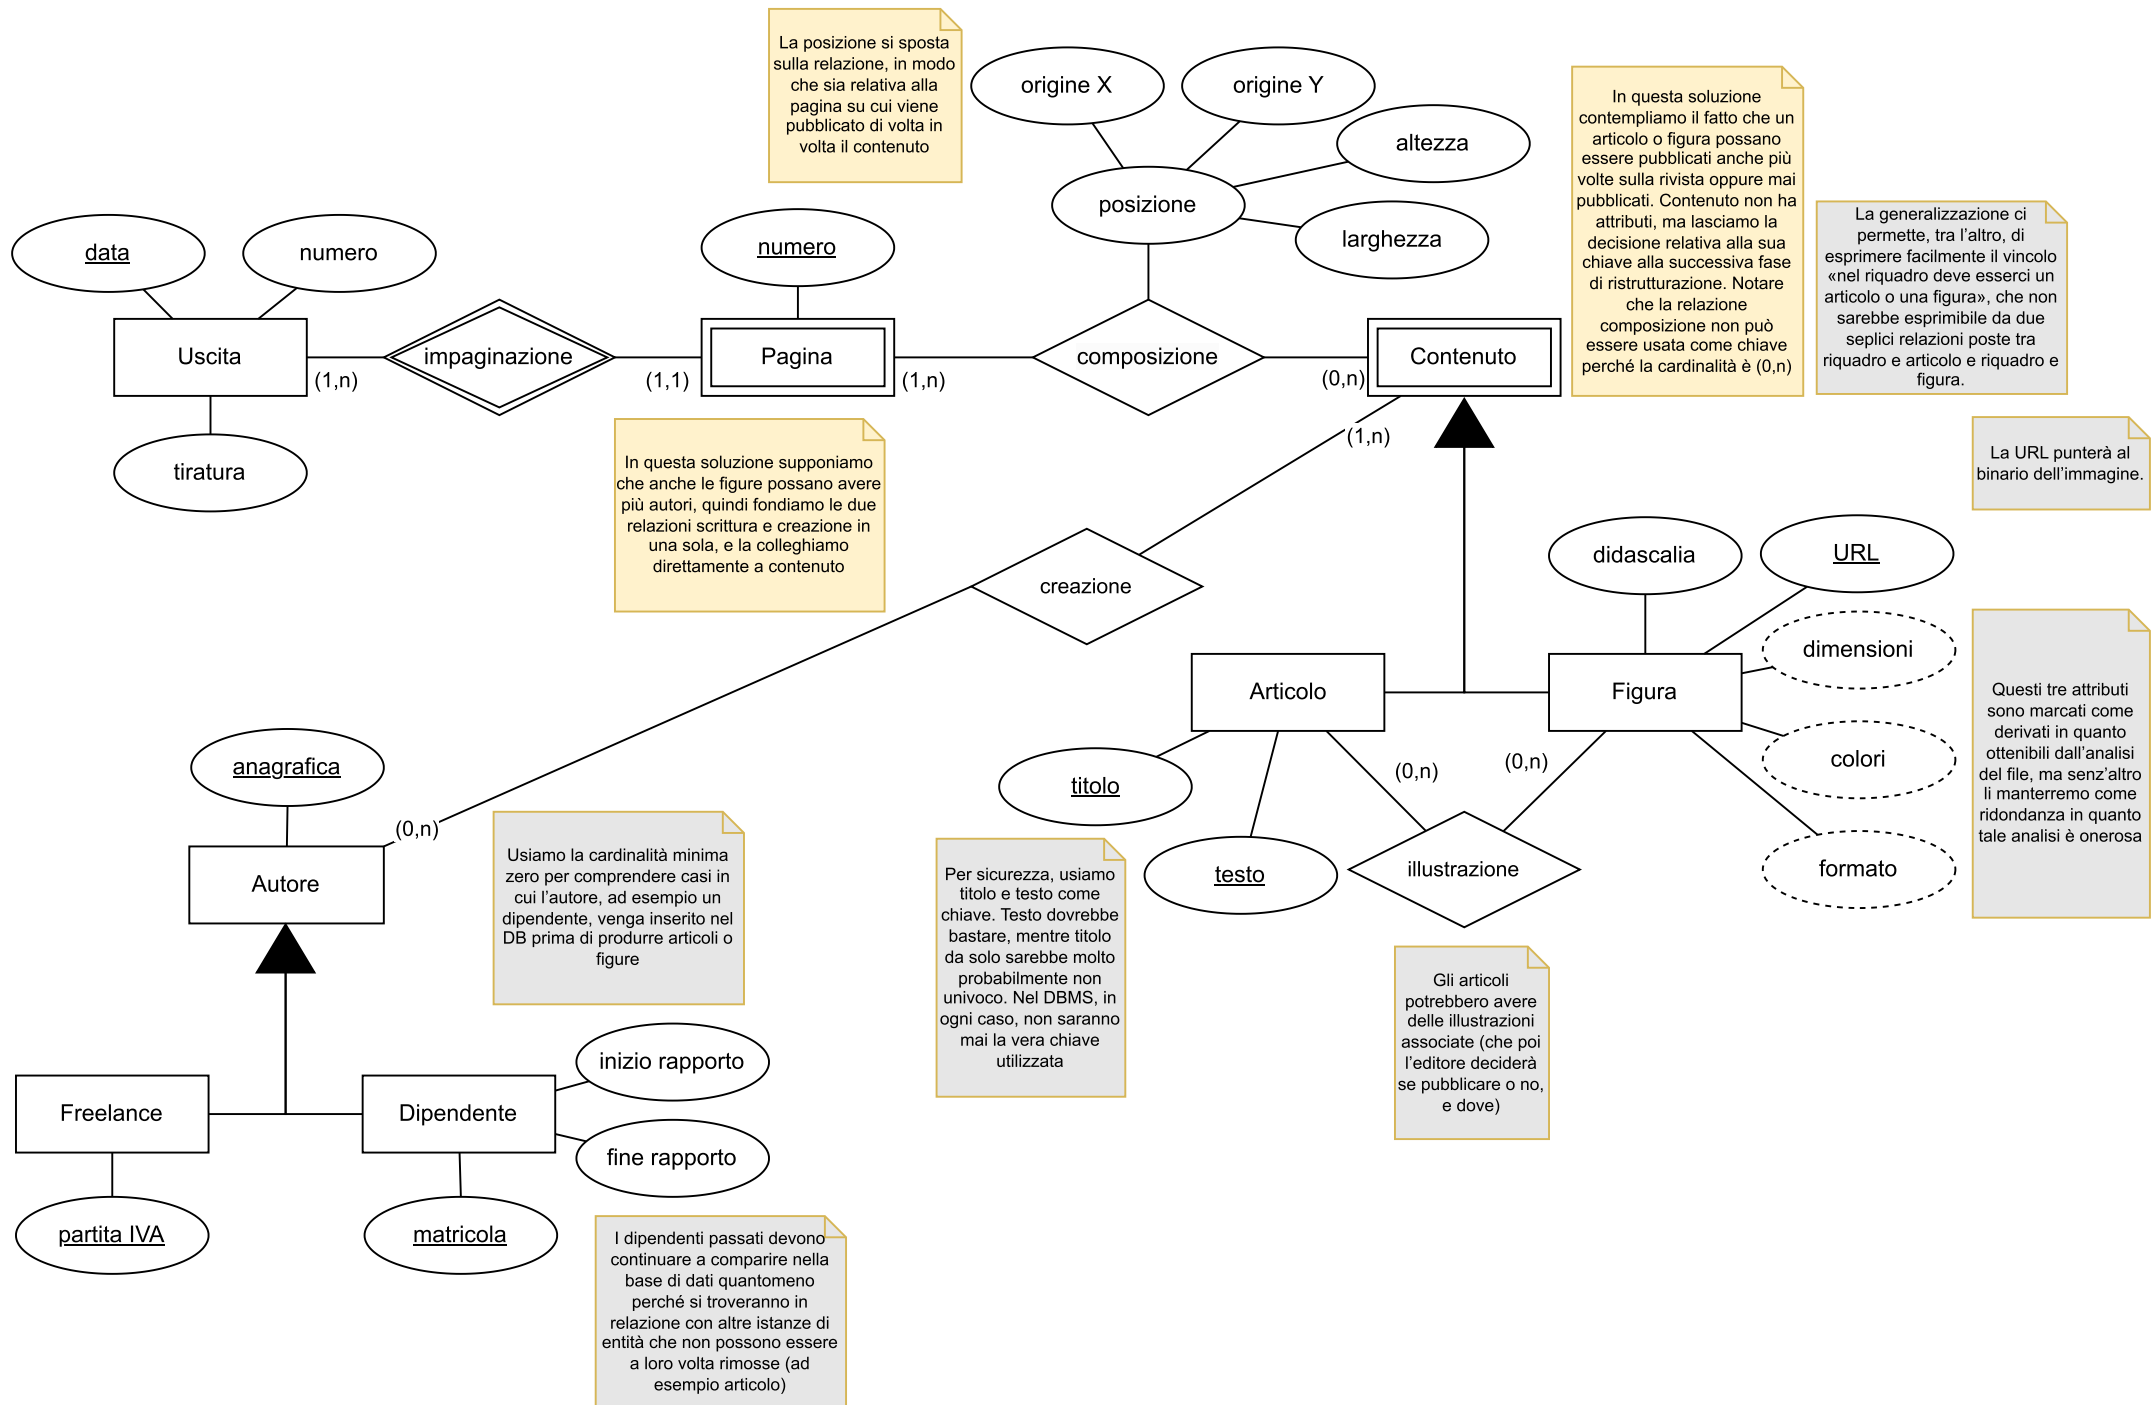 La posizione si sposta
sulla relazione, in modo
che sia relativa alla
pagina su cui viene
pubblicato di volta in
volta il contenuto
origine X
origine Y
altezza
posizione
larghezza
In questa soluzione
contempliamo il fatto che un
articolo o figura possano
essere pubblicati anche più
volte sulla rivista oppure mai
pubblicati. Contenuto non ha
attributi, ma lasciamo la
decisione relativa alla sua
chiave alla successiva fase
di ristrutturazione. Notare
che la relazione
composizione non può
essere usata come chiave
perché la cardinalità è (0,n)
La generalizzazione ci
permette, tra l'altro, di
esprimere facilmente il vincolo
«nel riquadro deve esserci un
articolo o una figura», che non
sarebbe esprimibile da due
seplici relazioni poste tra
riquadro e articolo e riquadro e
figura.
data
numero
numero
Uscita
(1,n)
impaginazione
(1,1)
Pagina
(1,n)
composizione
(0,n)
Contenuto
(1,n)
tiratura
In questa soluzione supponiamo
che anche le figure possano avere
più autori, quindi fondiamo le due
relazioni scrittura e creazione in
una sola, e la colleghiamo
direttamente a contenuto
La URL punterà al
binario dell'immagine.
creazione
didascalia
URL
dimensioni
colori
formato
Articolo
Figura
Questi tre attributi
sono marcati come
derivati in quanto
ottenibili dall'analisi
del file, ma senz'altro
li manterremo come
ridondanza in quanto
tale analisi è onerosa
titolo
testo
(0,n)
(0,n)
illustrazione
anagrafica
(0,n)
Autore
Usiamo la cardinalità minima
zero per comprendere casi in
cui l'autore, ad esempio un
dipendente, venga inserito nel
DB prima di produrre articoli o
figure
Per sicurezza, usiamo
titolo e testo come
chiave. Testo dovrebbe
bastare, mentre titolo
da solo sarebbe molto
probabilmente non
univoco. Nel DBMS, in
ogni caso, non saranno
mai la vera chiave
utilizzata
Gli articoli
potrebbero avere
delle illustrazioni
associate (che poi
l'editore deciderà
se pubblicare o no,
e dove)
Freelance
Dipendente
inizio rapporto
fine rapporto
partita IVA
matricola
I dipendenti passati devono
continuare a comparire nella
base di dati quantomeno
perché si troveranno in
relazione con altre istanze di
entità che non possono essere
a loro volta rimosse (ad
esempio articolo)